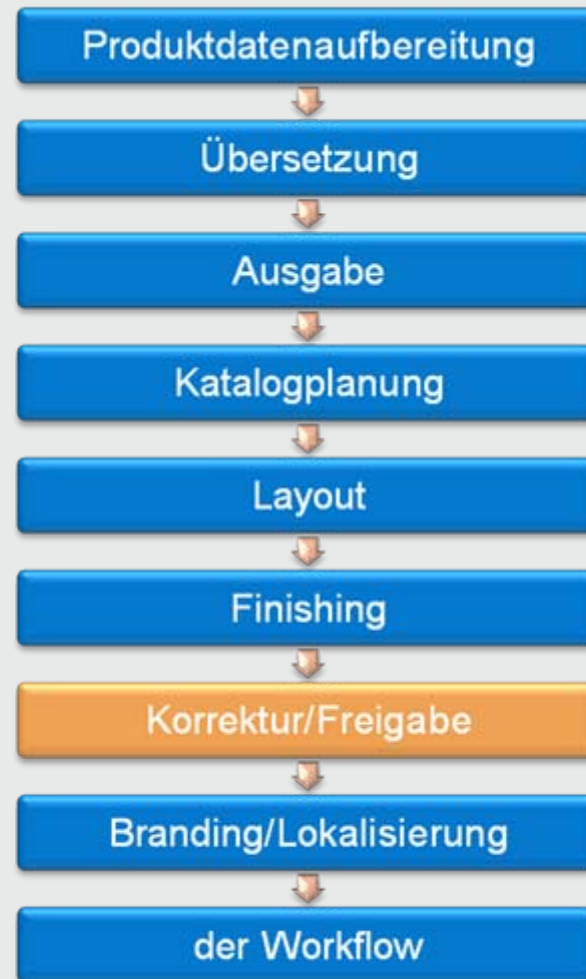 Produktdatenaufbereitung
Übersetzung
Ausgabe
Katalogplanung
Layout
Finishing
Korrektur/Freigabe
Branding/Lokalisierung
der Workflow